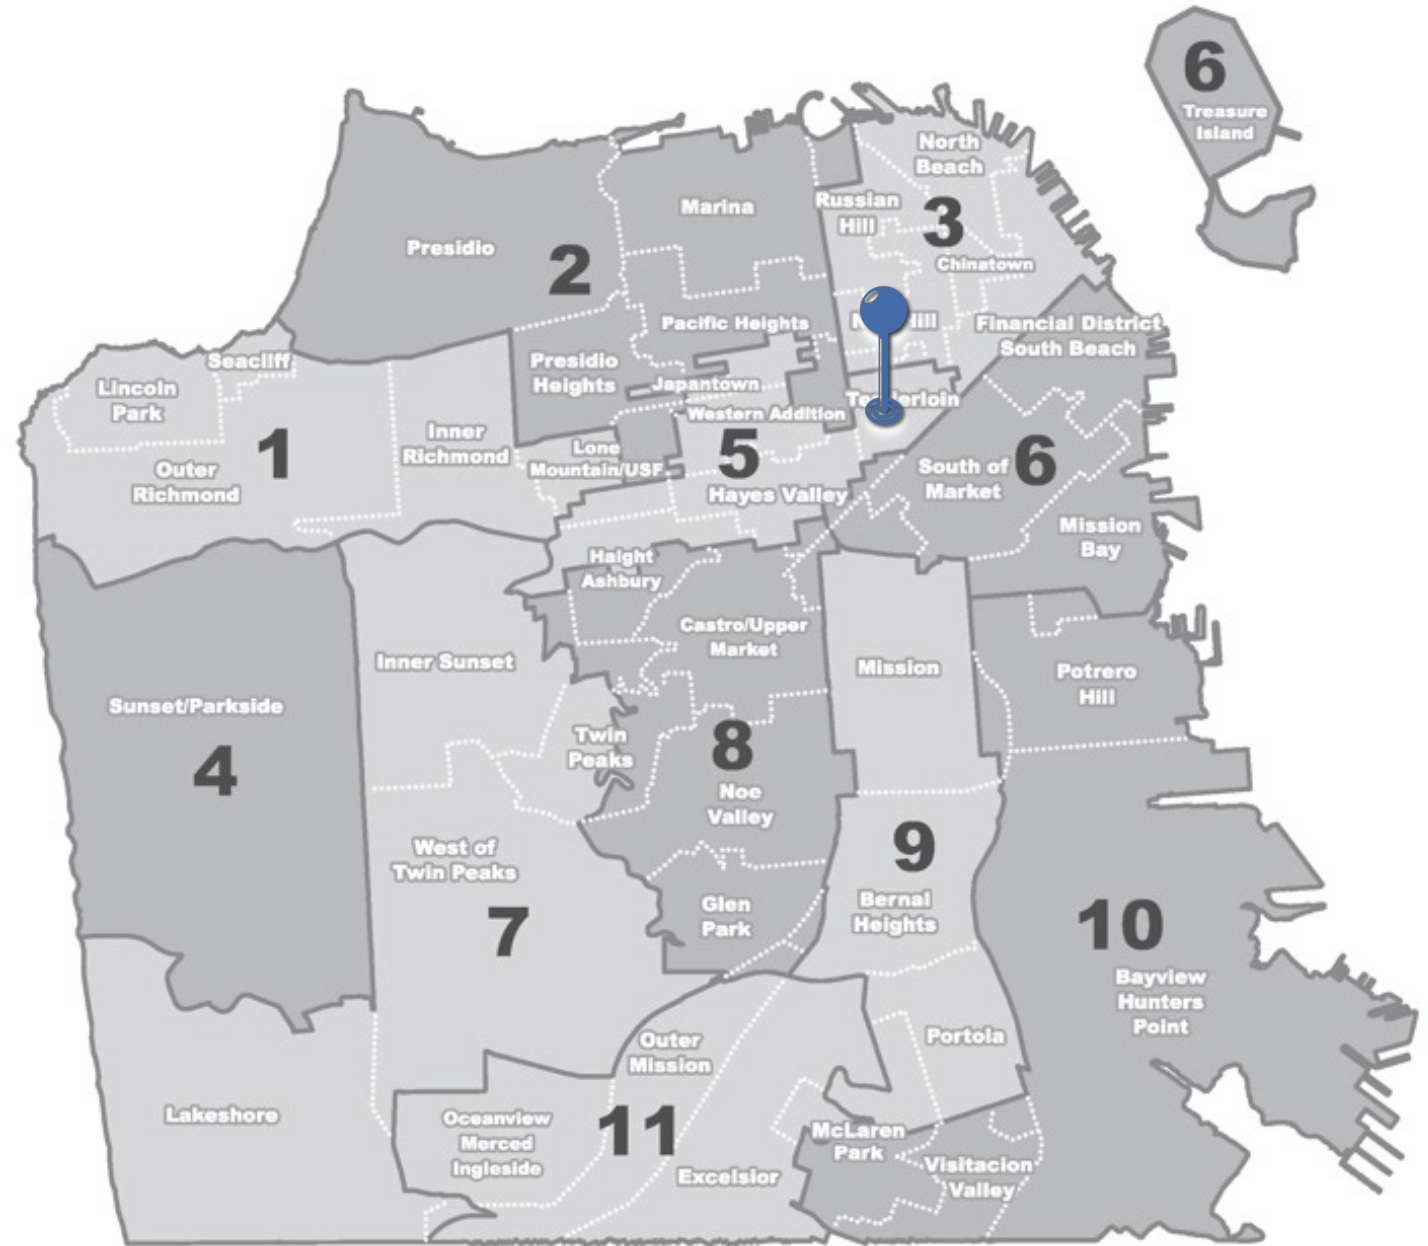 6
Treasure
Island
North
Beach
Marina
Russian
Hill
3
Presidio
2
Chinatown
Pacific Heights
Financial District
South Beach
Seacliff
Presidio
Heights
Lincoln
Park
Japantown
Western Addition
1
Inner
Richmond
Lone
Mountain/USF
5
South of
Market
6
Outer
Richmond
Hayes Valley
Mission
Bay
Haight
Ashbury
Castro/Upper
Market
Inner Sunset
Mission
Potrero
Hill
Sunset/Parkside
4
Twin
Peaks
8
Noe
Valley
West of
Twin Peaks
7
9
Bernal
Heights
Glen
Park
10
Bayview
Hunters
Point
Outer
Mission
Portola
Lakeshore
Oceanview
Merced
Ingleside
11
McLaren
Park
Excelsior
Visitacion
Valley